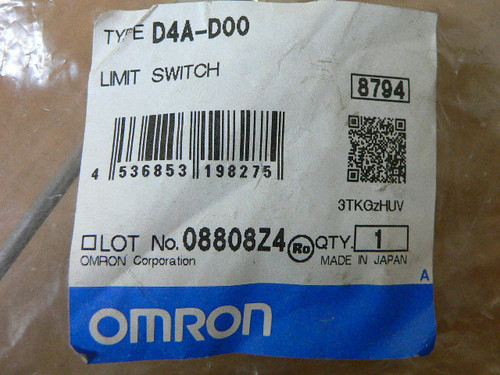 TYPE D4A-D00
LIMIT SWITCH
8794
4 536853 198275
3TKGzHUV
LOT No. 08808Z4 Ro QTY. 1
OMRON Corporation MADE IN JAPAN
A
OMRON